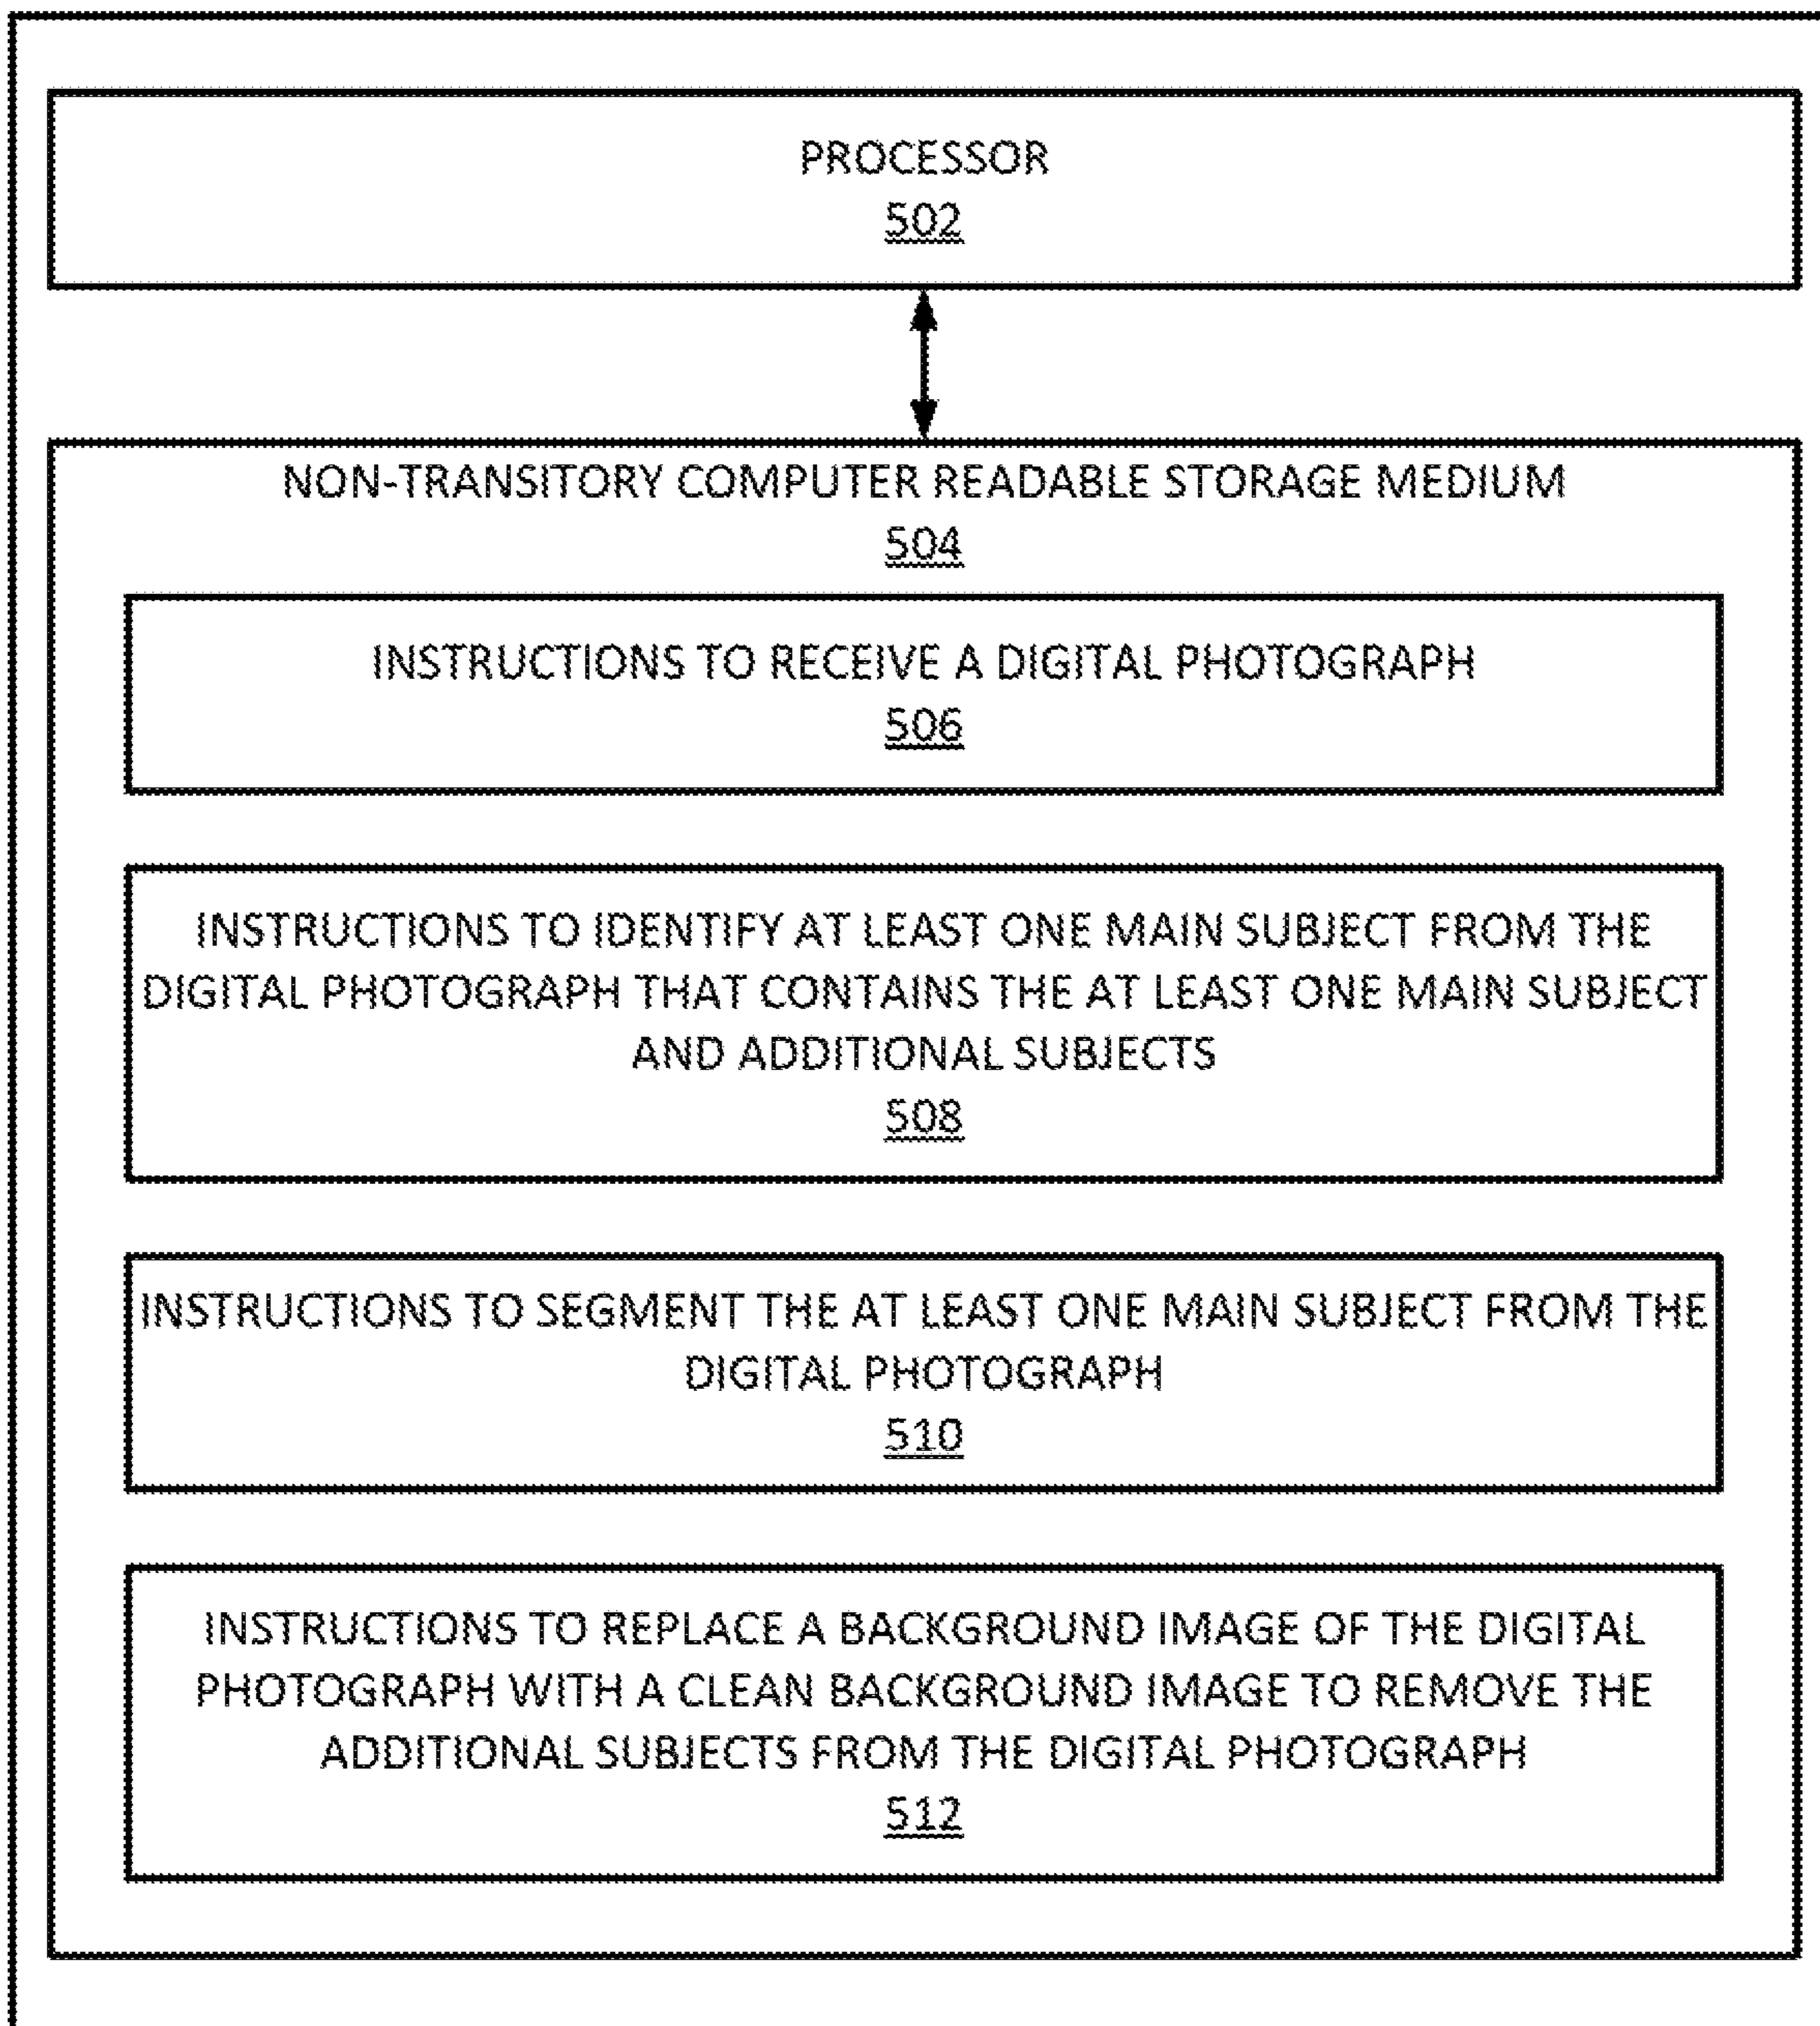 PROCESSOR
502
NON-TRANSITORY COMPUTER READABLE STORAGE MEDIUM
504
INSTRUCTIONS TO RECEIVE A DIGITAL PHOTOGRAPH
506
INSTRUCTIONS TO IDENTIFY AT LEAST ONE MAIN SUBJECT FROM THE
DIGITAL PHOTOGRAPH THAT CONTAINS THE AT LEAST ONE MAIN SUBJECT
AND ADDITIONAL SUBJECTS
508
INSTRUCTIONS TO SEGMENT THE AT LEAST ONE MAIN SUBJECT FROM THE
DIGITAL PHOTOGRAPH
510
INSTRUCTIONS TO REPLACE A BACKGROUND IMAGE OF THE DIGITAL
PHOTOGRAPH WITH A CLEAN BACKGROUND IMAGE TO REMOVE THE
ADDITIONAL SUBJECTS FROM THE DIGITAL PHOTOGRAPH
512